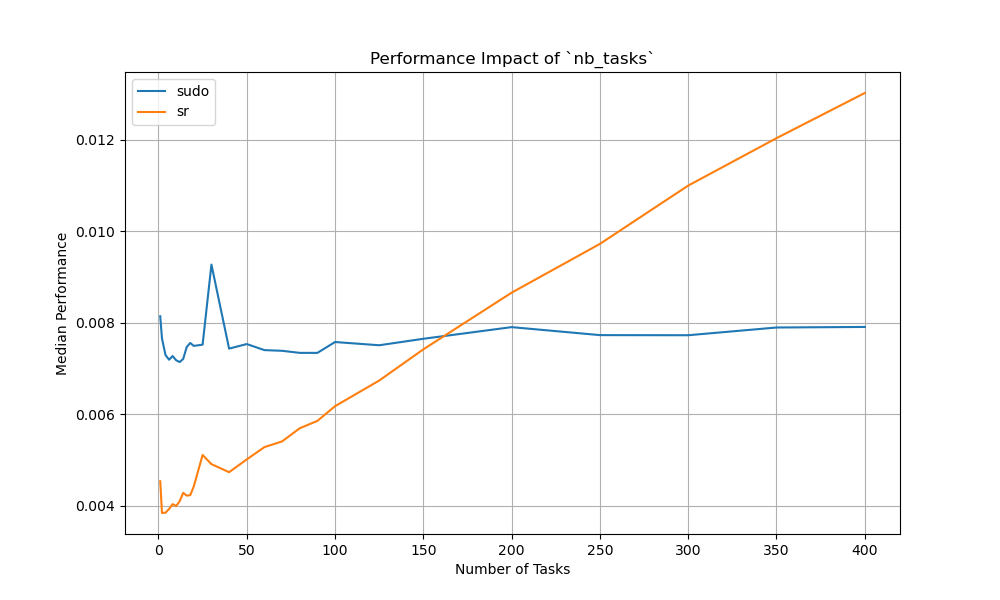 Performance Impact of `nb_tasks`
sudo
sr
Median Performance
0.012
0.010
0.008
0.006
0.004
0 50 100 150 200 250 300 350 400
Number of Tasks